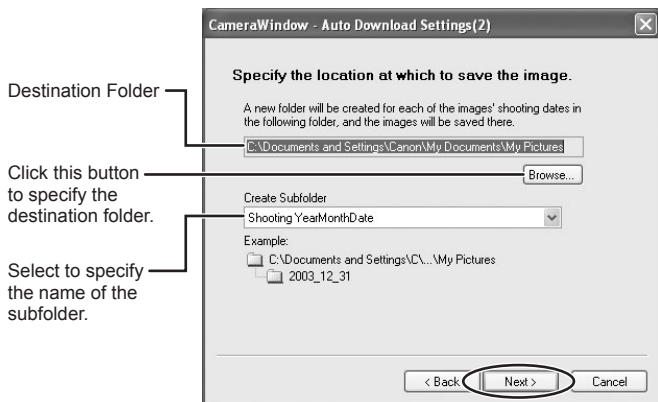 CameraWindow - Auto Download Settings(2)
Specify the location at which to save the image.
Destination Folder
A new folder will be created for each of the images' shooting dates in
the following folder, and the images will be saved there.
C:\Documents and Settings\Canon\My Documents\My Pictures
Click this button
to specify the
destination folder.
Browse...
Create Subfolder
Shooting YearMonthDate
Example:
C:\Documents and Settings\C\...\My Pictures
2003_12_31
Select to specify
the name of the
subfolder.
< Back
Next >
Cancel